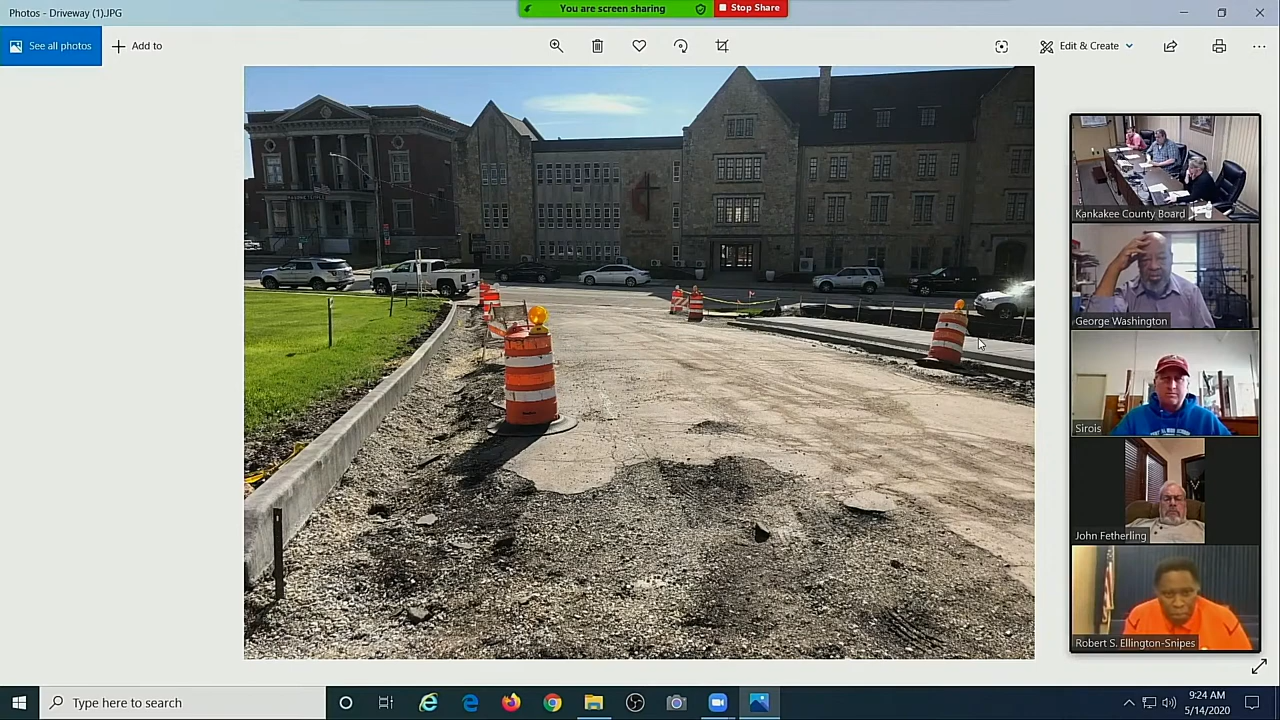 Photos - Driveway (1).JPG
You are screen sharing
Stop Share
See all photos
Add to
Edit & Create
MASONIC TEMPLE
Kankakee County Board
George Washington
Sirois
John Fetherling
Robert S. Ellington-Snipes
Type here to search
9:24 AM
5/14/2020